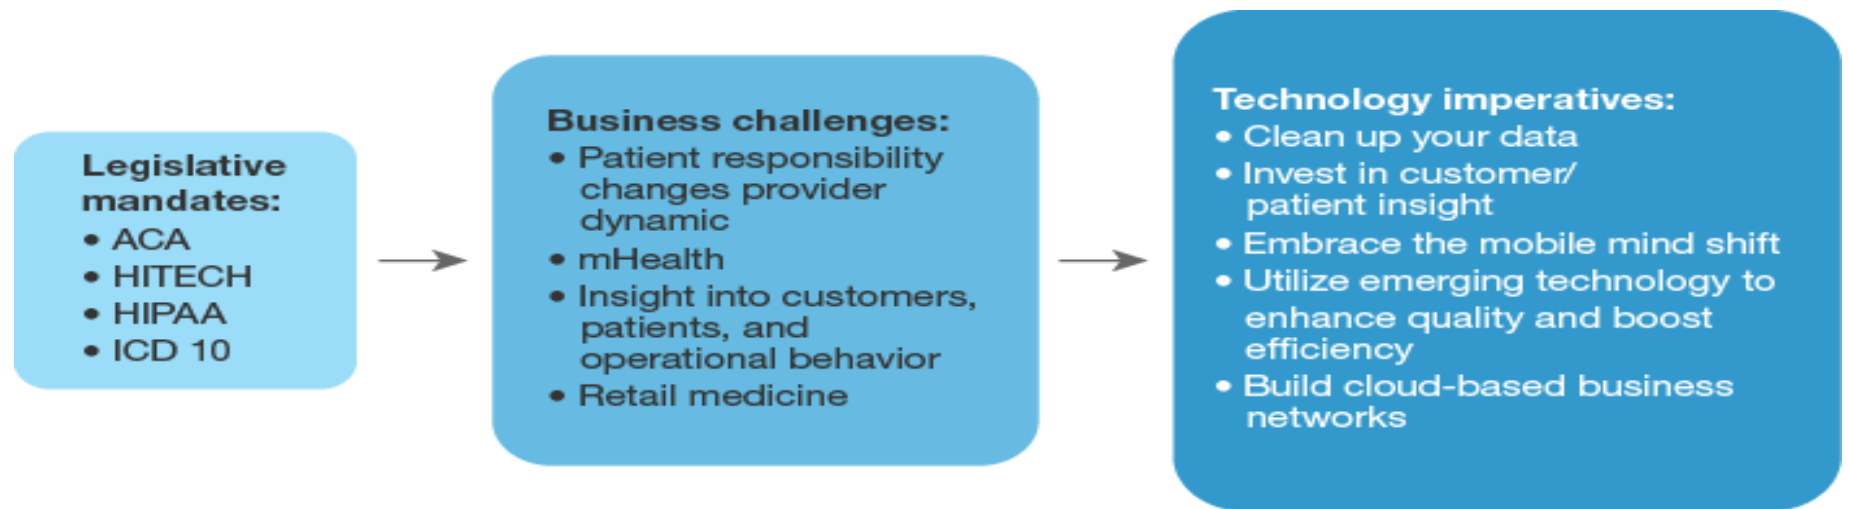 Legislative
mandates:
• ACA
• HITECH
• HIPAA
• ICD 10
Business challenges:
• Patient responsibility
changes provider
dynamic
• mHealth
• Insight into customers,
patients, and
operational behavior
• Retail medicine
Technology imperatives:
• Clean up your data
• Invest in customer/
patient insight
• Embrace the mobile mind shift
• Utilize emerging technology to
enhance quality and boost
efficiency
• Build cloud-based business
networks